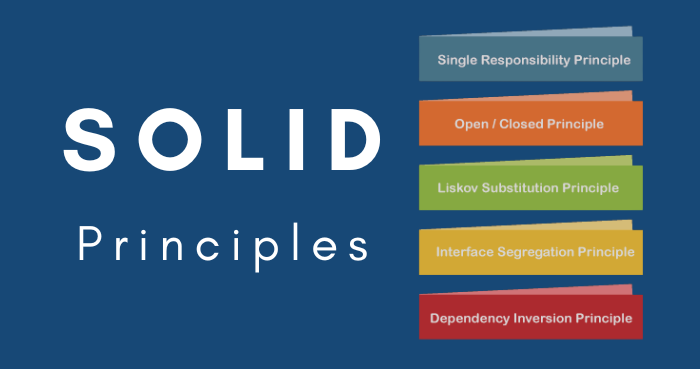 SOLID
Principles
Single Responsibility Principle
Open / Closed Principle
Liskov Substitution Principle
Interface Segregation Principle
Dependency Inversion Principle